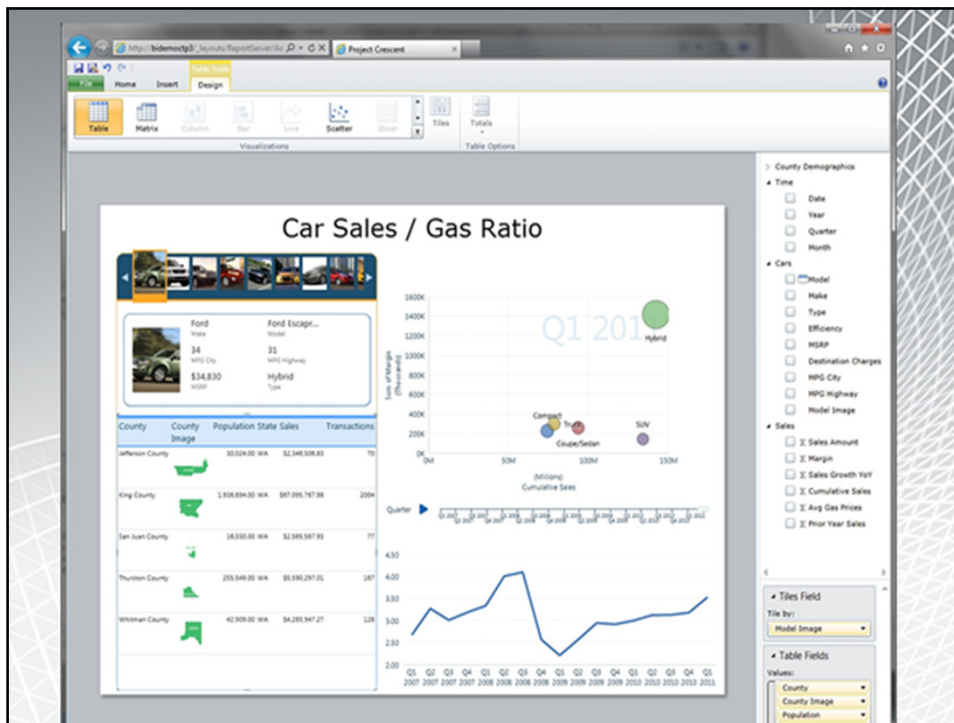 http://bidemoctp3/_layouts/ReportServer/Ac
Project Crescent
Table Tools
File
Home
Insert
Design
Table
Matrix
Column
Bar
Line
Scatter
Slicer
Tiles
Totals
Visualizations
Table Options
Car Sales / Gas Ratio
Ford
Make
Ford Escapr...
Model
34
MPG City
31
MPG Highway
$34,830
MSRP
Hybrid
Type
County County Image Population State Sales Transactions
Jefferson County 30,024.00 WA $2,346,506.83 70
King County 1,938,694.00 WA $67,095,767.98 2004
San Juan County 16,030.00 WA $2,565,567.93 77
Thurston County 255,549.00 WA $5,590,297.01 167
Whitman County 42,909.00 WA $4,265,947.27 128
Sum of Margin
(Thousands)
1600K
1400K
1200K
1000K
800K
600K
400K
200K
0K
Q1 2011
Hybrid
Compact
Truck
Coupe/Sedan
SUV
0M 50M 100M 150M
(Millions)
Cumulative Sales
Quarter
4.50
4.00
3.50
3.00
2.50
2.00
Q1 Q2 Q3 Q4 Q1 Q2 Q3 Q4 Q1 Q2 Q3 Q4 Q1 Q2 Q3 Q4 Q1
2007 2007 2007 2007 2008 2008 2008 2008 2009 2009 2009 2009 2010 2010 2010 2010 2011
County Demographics
Time
Date
Year
Quarter
Month
Cars
Model
Make
Type
Efficiency
MSRP
Destination Charges
MPG City
MPG Highway
Model Image
Sales
Σ Sales Amount
Σ Margin
Σ Sales Growth YoY
Σ Cumulative Sales
Σ Avg Gas Prices
Σ Prior Year Sales
Tiles Field
Tile by:
Model Image
Table Fields
Values:
County
County Image
Population